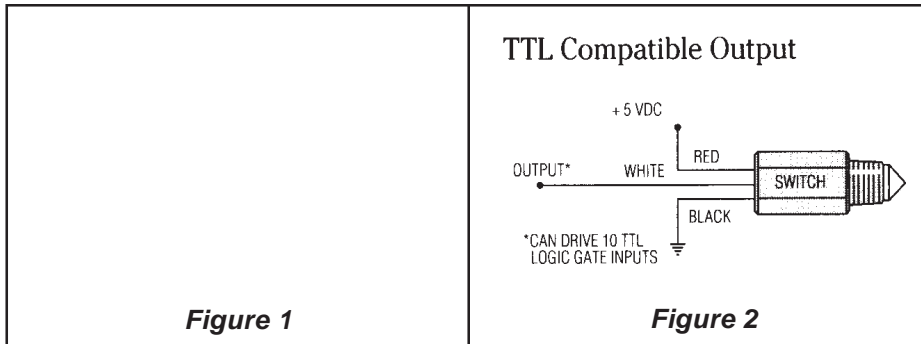 Figure 1
TTL Compatible Output
+ 5 VDC
RED
OUTPUT*
WHITE
SWITCH
BLACK
*CAN DRIVE 10 TTL
LOGIC GATE INPUTS
Figure 2